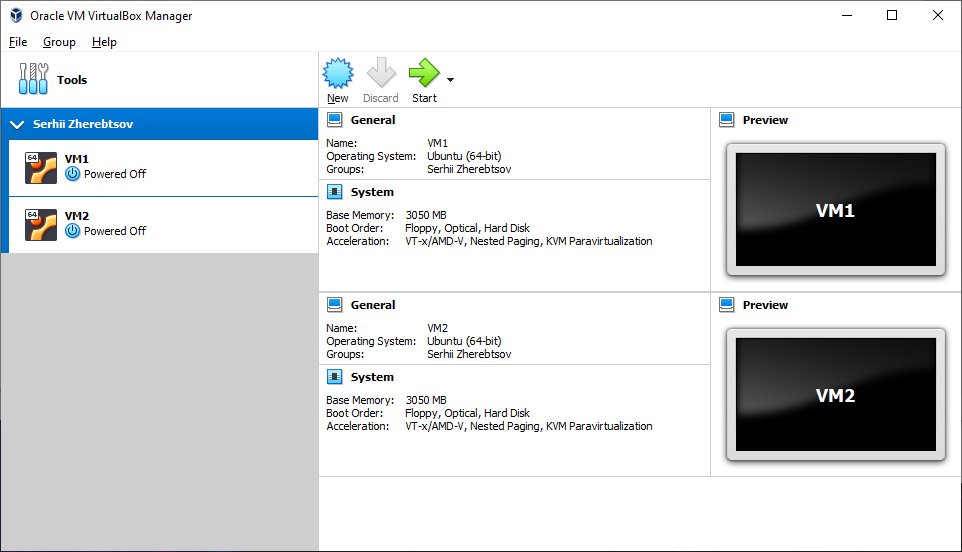 Oracle VM VirtualBox Manager
File Group Help
Tools
New Discard Start
Serhii Zherebtsov
64
VM1
Powered Off
64
VM2
Powered Off
General
Name: VM1
Operating System: Ubuntu (64-bit)
Groups: Serhii Zherebtsov
System
Base Memory: 3050 MB
Boot Order: Floppy, Optical, Hard Disk
Acceleration: VT-x/AMD-V, Nested Paging, KVM Paravirtualization
Preview
VM1
General
Name: VM2
Operating System: Ubuntu (64-bit)
Groups: Serhii Zherebtsov
System
Base Memory: 3050 MB
Boot Order: Floppy, Optical, Hard Disk
Acceleration: VT-x/AMD-V, Nested Paging, KVM Paravirtualization
Preview
VM2